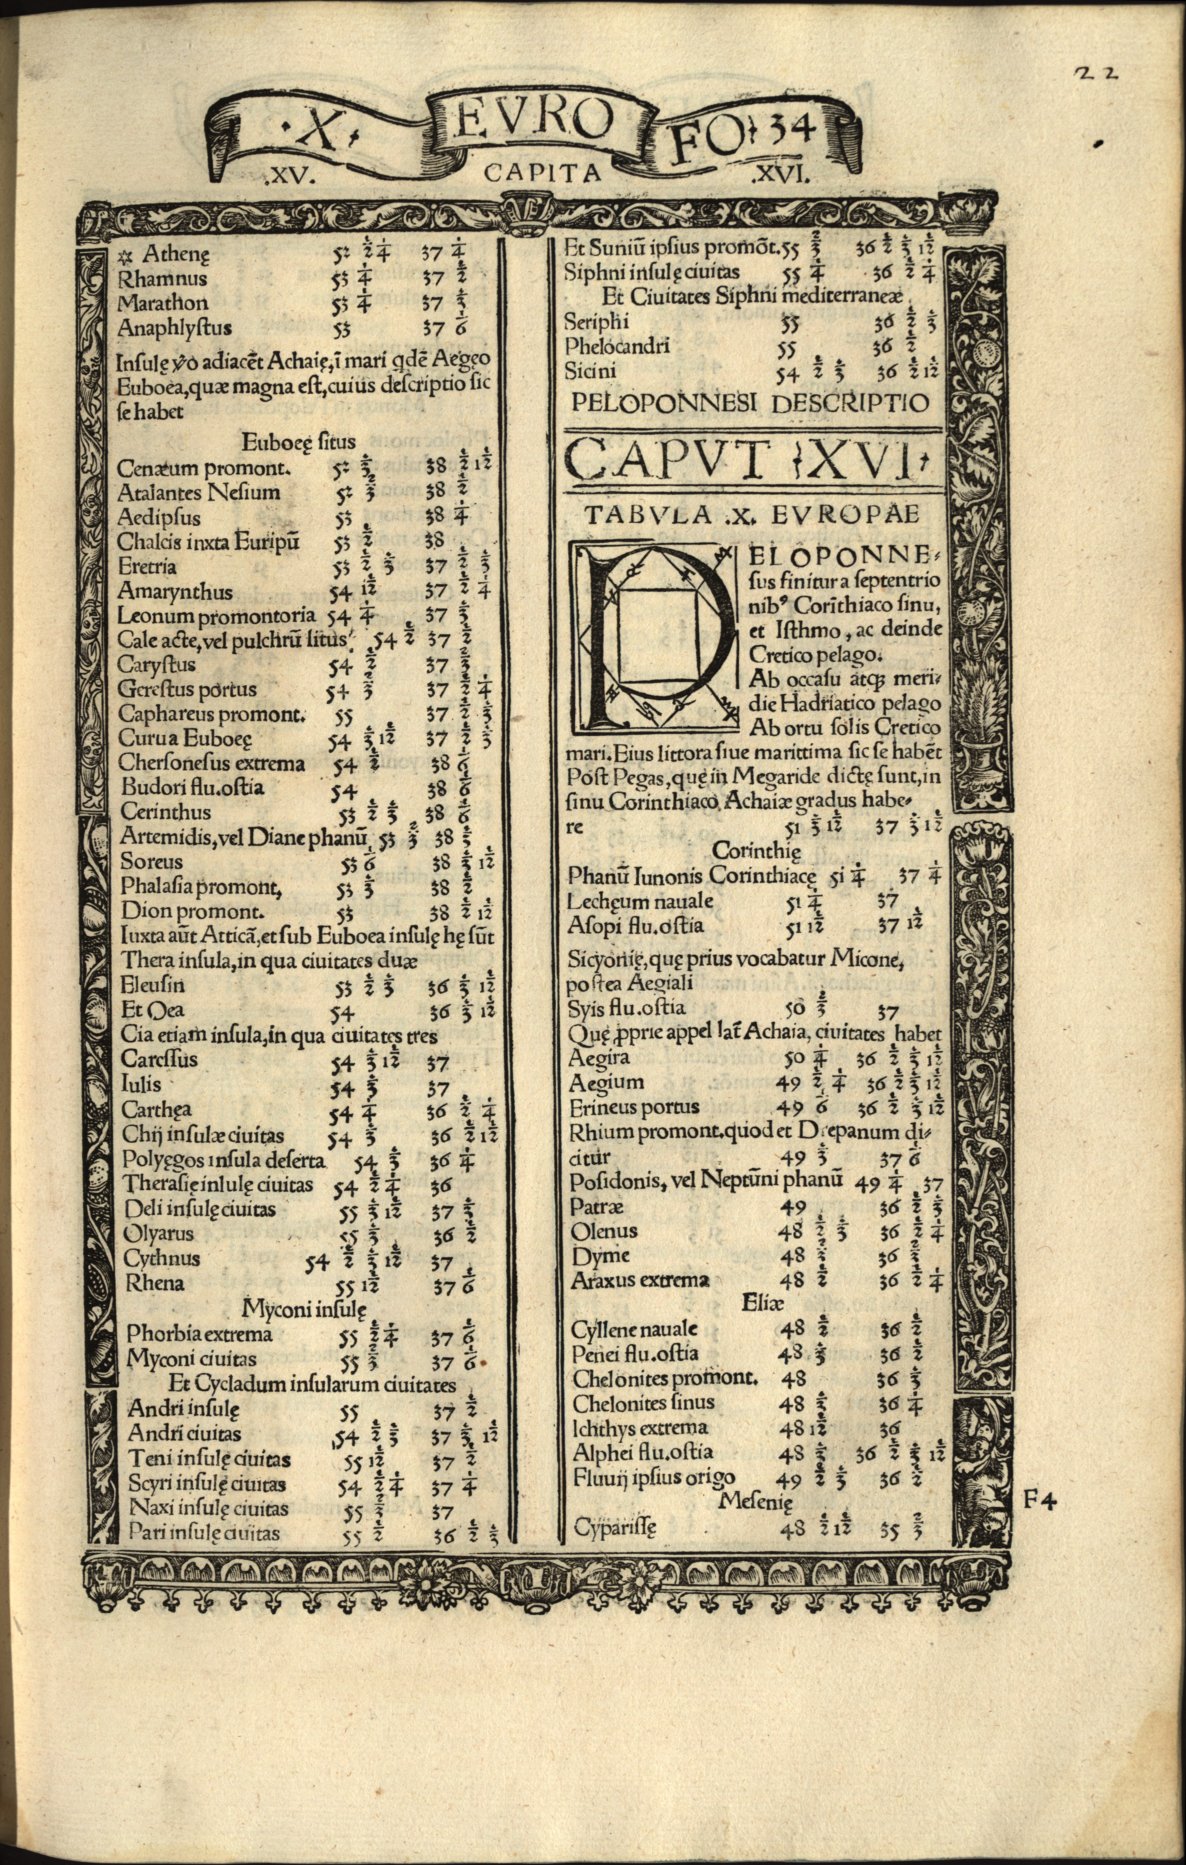 22
·X· EVRO FO 34
.XV. CAPITA .XVI.
✡ Athenę 52 ½ ¼ 37 ¼
Rhamnus 53 ¼ 37 ½
Marathon 53 ¼ 37 ⅓
Anaphlystus 53 37 ⅙
Insulę v̾o adiacēt Achaię,ī mari qdē Aegęo
Euboea,quæ magna est,cuius descriptio sic
se habet
Euboeę situs
Cenæum promont. 52 ⅔ 38 ½ 1/12
Atalantes Nesium 52 ⅔ 38 ½
Aedipsus 53 38 ¼
Chalcis inxta Euripū 53 ½ 38
Eretria 53 ½ ⅓ 37 ½ ⅓
Amarynthus 54 1/12 37 ½ ¼
Leonum promontoria 54 ¼ 37 ⅔
Cale acte,vel pulchrū litus 54 ½ 37 ½
Carystus 54 ½ 37 ⅔
Gerestus portus 54 ⅔ 37 ½ ¼
Caphareus promont. 55 37 ½ ⅓
Curua Euboeę 54 ⅓ 1/12 37 ½ ⅓
Chersonesus extrema 54 ½ 38 ⅙
Budori flu.ostia 54 38 ⅙
Cerinthus 53 ½ ⅓ 38 ⅙
Artemidis,vel Diane phanū 53 ⅔ 38 ⅓
Soreus 53 ⅙ 38 ⅓ 1/12
Phalasia promont, 53 ⅓ 38 ½
Dion promont. 53 38 ½ 1/12
Iuxta aūt Atticā,et sub Euboea insulę hę sūt
Thera insula,in qua ciuitates duæ
Eleusin 53 ½ ⅓ 36 ⅓ 1/12
Et Oea 54 36 ⅓ 1/12
Cia etiam insula,in qua ciuitates tres
Caressus 54 ⅓ 1/12 37
Iulis 54 ⅔ 37
Carthęa 54 ¼ 36 ½ ¼
Chij insulæ ciuitas 54 ⅓ 36 ½ 1/12
Polyęgos insula deserta 54 ⅓ 36 ¼
Therasię inlulę ciuitas 54 ½ ¼ 36
Deli insulę ciuitas 55 ⅓ 1/12 37 ⅓
Olyarus 55 ⅓ 36 ½
Cythnus 54 ½ ⅓ 1/12 37
Rhena 55 1/12 37 ⅙
Myconi insulę
Phorbia extrema 55 ½ ¼ 37 ⅙
Myconi ciuitas 55 ⅔ 37 ⅙
Et Cycladum insularum ciuitates
Andri insulę 55 37 ½
Andri ciuitas 54 ½ ⅓ 37 ⅓ 1/12
Teni insulę ciuitas 55 1/12 37 ½
Scyri insulę ciuitas 54 ½ ¼ 37 ¼
Naxi insulę ciuitas 55 ⅔ 37
Pari insulę ciuitas 55 ½ 36 ½ ⅓
Et Suniū ipsius promōt. 55 ⅔ 36 ½ ⅓ 1/12
Siphni insulę ciuitas 55 ¼ 36 ½ ¼
Et Ciuitates Siphni mediterraneæ
Seriphi 55 36 ½ ⅓
Phelocandri 55 36 ½
Sicini 54 ½ ⅓ 36 ½ 1/12
PELOPONNESI DESCRIPTIO
CAPVT XVI·
TABVLA .X. EVROPAE
PELOPONNE-
sus finitur a septentrio
nibꝰ Corīthiaco sinu,
et Isthmo, ac deinde
Cretico pelago.
Ab occasu atqꝫ meri-
die Hadriatico pelago
Ab ortu solis Cretico
mari. Eius littora siue marittima sic se habēt
Post Pegas,quę in Megaride dictę sunt,in
sinu Corinthiaco, Achaiæ gradus habe-
re 51 ⅓ 1/12 37 ⅓ 1/12
Corinthię
Phanū Iunonis Corinthiacę 51 ¼ 37 ¼
Lechęum nauale 51 ¼ 37
Asopi flu.ostia 51 1/12 37 1/12
Sicyonię,quę prius vocabatur Micone,
postea Aegiali
Syis flu.ostia 50 ⅔ 37
Quę ꝓprie appellaṫ Achaia, ciuitates habet
Aegira 50 ¼ 36 ½ ⅓ 1/12
Aegium 49 ½ ¼ 36 ½ ⅓ 1/12
Erineus portus 49 ⅙ 36 ½ ⅓ 1/12
Rhium promont.quod et Drepanum di-
citur 49 ⅓ 37 ⅙
Posidonis, vel Neptūni phanū 49 ¼ 37
Patræ 49 36 ½ ⅓
Olenus 48 ½ ⅓ 36 ½ ¼
Dyme 48 ⅔ 36 ⅔
Araxus extrema 48 ½ 36 ½ ¼
Eliæ
Cyllene nauale 48 ½ 36 ½
Penei flu.ostia 48 ⅓ 36 ½
Chelonites promont. 48 36 ⅓
Chelonites sinus 48 ⅔ 36 ¼
Ichthys extrema 48 1/12 36
Alphei flu.ostia 48 ⅓ 36 ½ ⅓ 1/12
Fluuij ipsius origo 49 ½ ⅓ 36 ½
Mesenię
Cyparissę 48 ½ 1/12 35 ⅔
F4